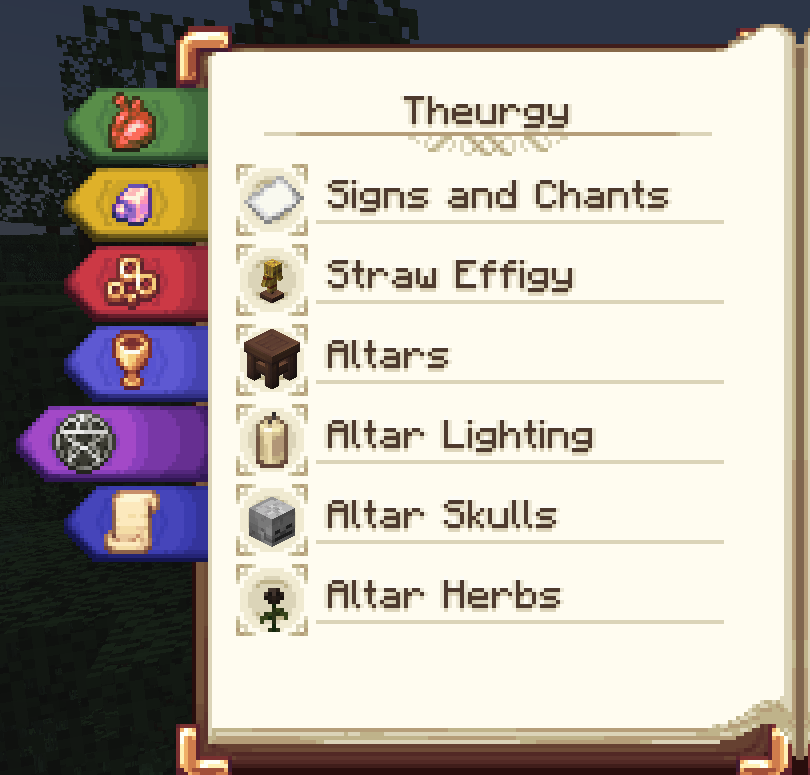 Theurgy
Signs and Chants
Straw Effigy
Altars
Altar Lighting
Altar Skulls
Altar Herbs